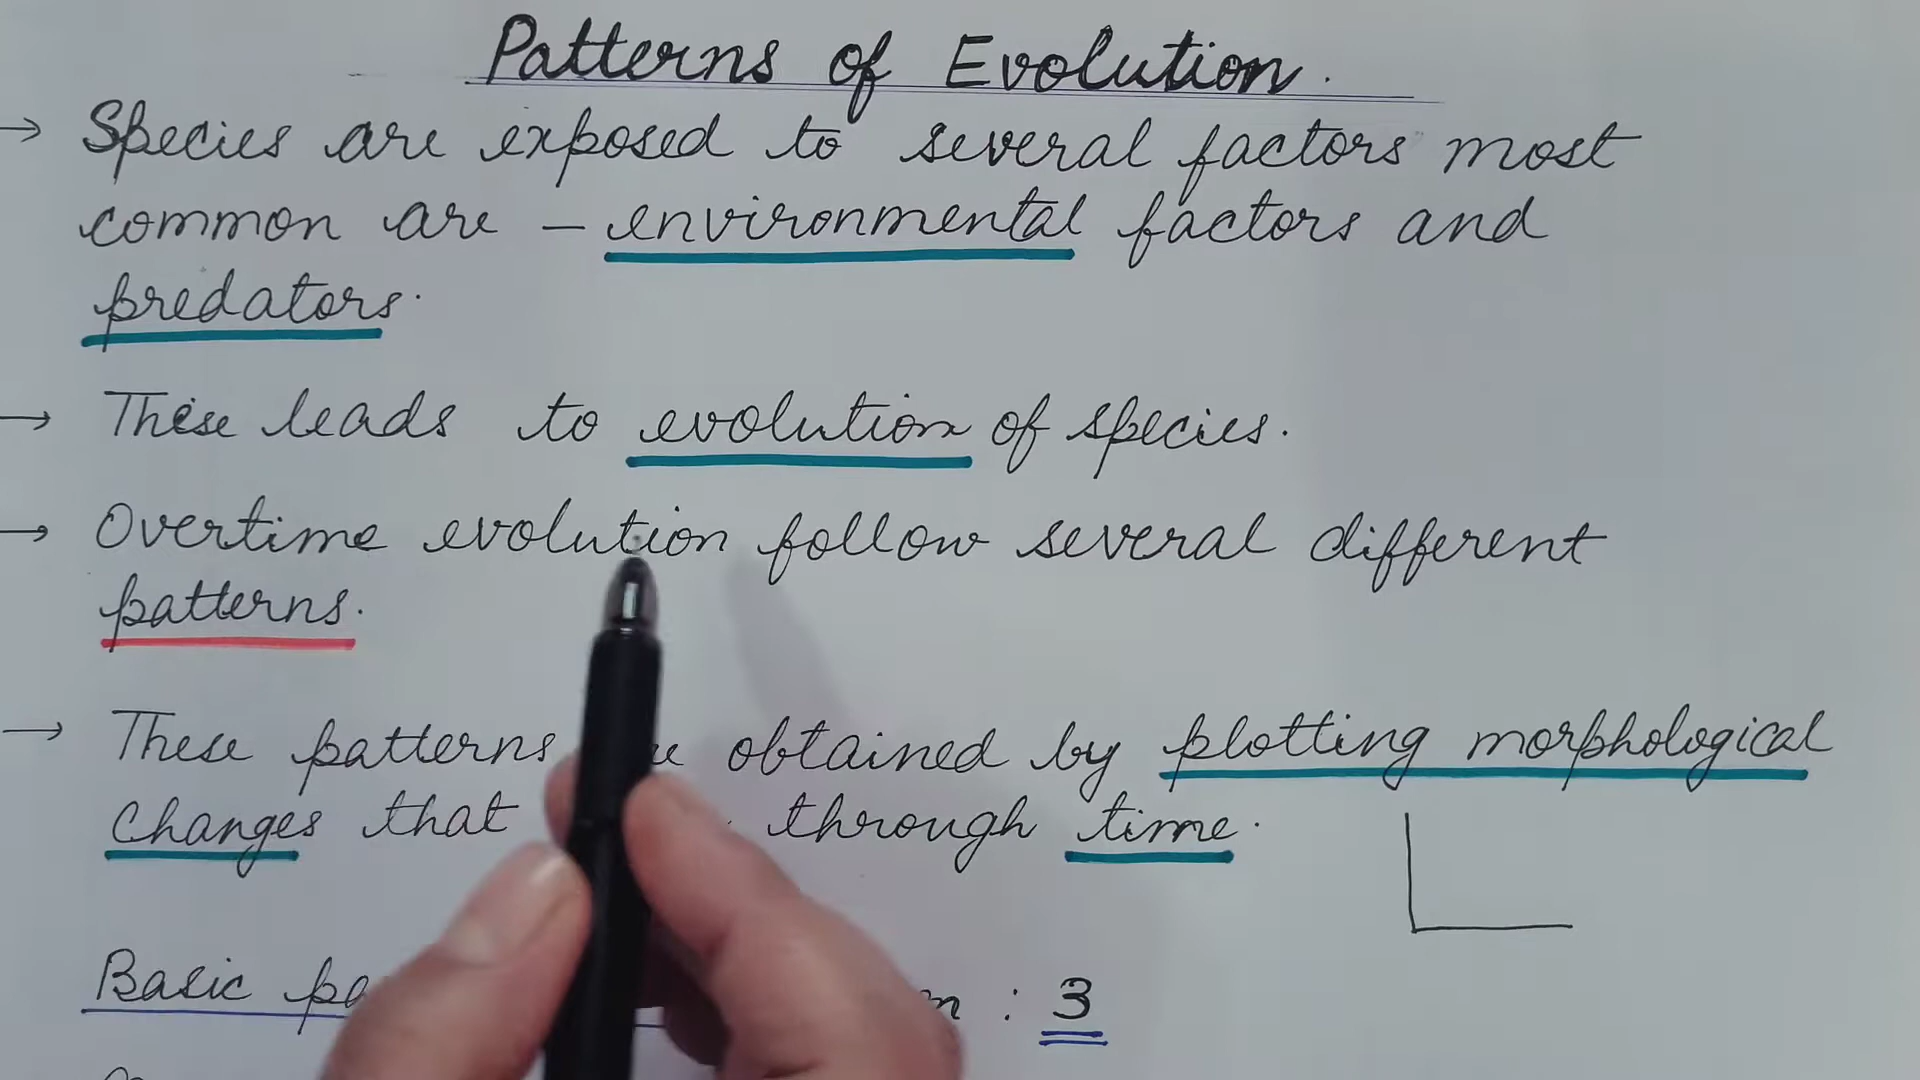 Patterns of Evolution.
→ Species are exposed to several factors most
common are – environmental factors and
predators.
→ These leads to evolution of species.
→ Overtime evolution follow several different
patterns.
→ These patterns obtained by plotting morphological
changes that through time.
Basic : 3